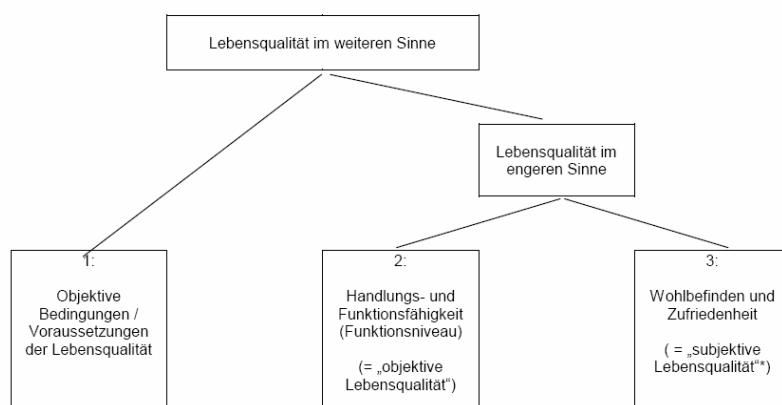 Lebensqualität im weiteren Sinne
Lebensqualität im
engeren Sinne
1:
Objektive
Bedingungen /
Voraussetzungen
der Lebensqualität
2:
Handlungs- und
Funktionsfähigkeit
(Funktionsniveau)
(= „objektive
Lebensqualität“)
3:
Wohlbefinden und
Zufriedenheit
( = „subjektive
Lebensqualität“*)